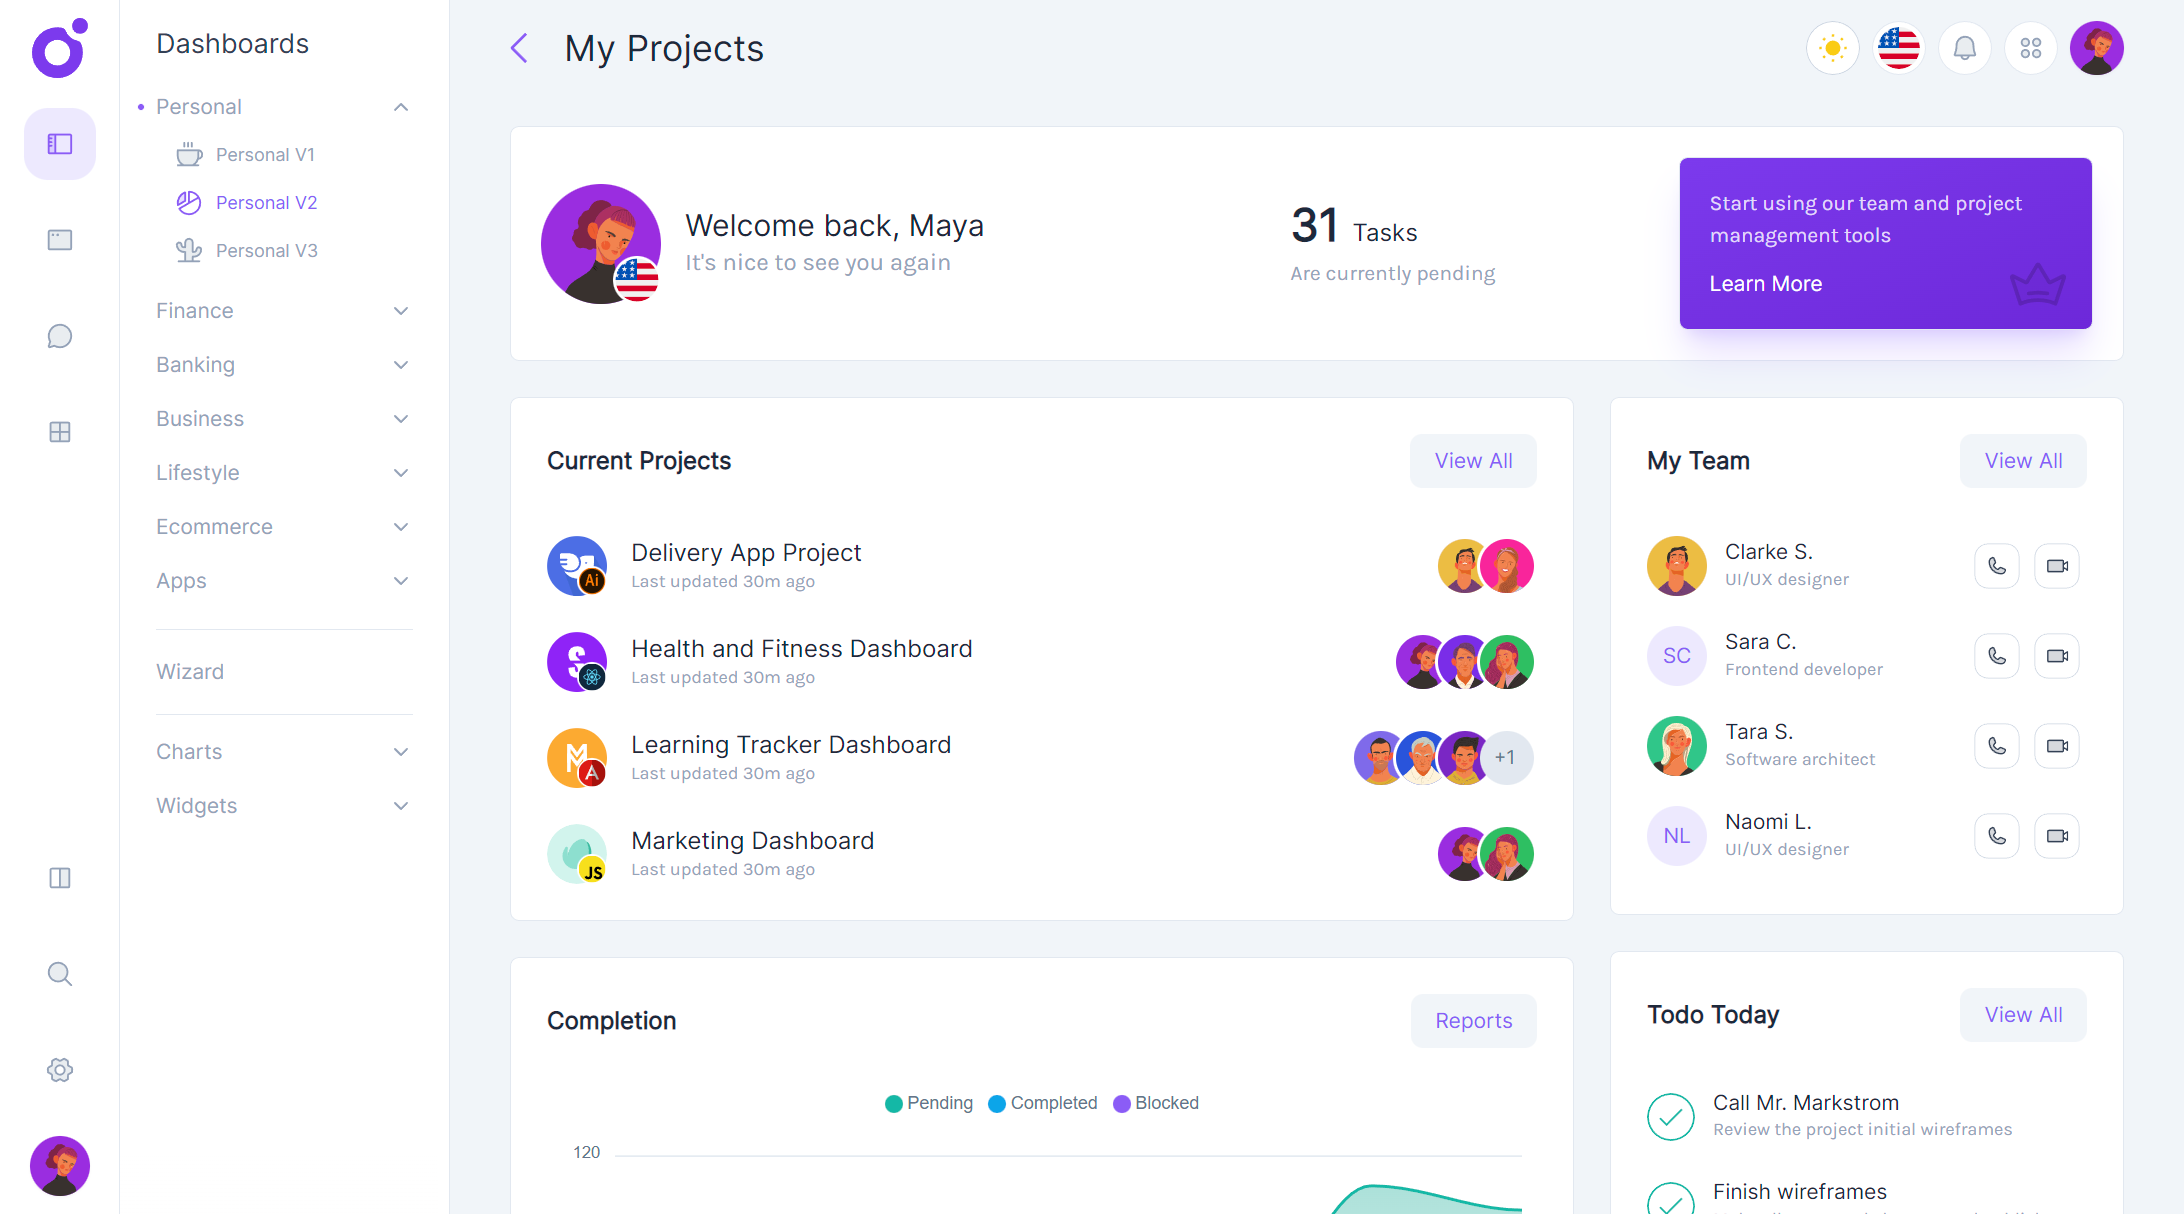 Dashboards
Personal
Personal V1
Personal V2
Personal V3
Finance
Banking
Business
Lifestyle
Ecommerce
Apps
Wizard
Charts
Widgets
My Projects
Welcome back, Maya
It's nice to see you again
31 Tasks
Are currently pending
Start using our team and project
management tools
Learn More
Current Projects
View All
Delivery App Project
Last updated 30m ago
Ai
Health and Fitness Dashboard
Last updated 30m ago
Learning Tracker Dashboard
Last updated 30m ago
+1
Marketing Dashboard
Last updated 30m ago
JS
My Team
View All
Clarke S.
UI/UX designer
SC
Sara C.
Frontend developer
Tara S.
Software architect
NL
Naomi L.
UI/UX designer
Completion
Reports
Pending
Completed
Blocked
120
Todo Today
View All
Call Mr. Markstrom
Review the project initial wireframes
Finish wireframes